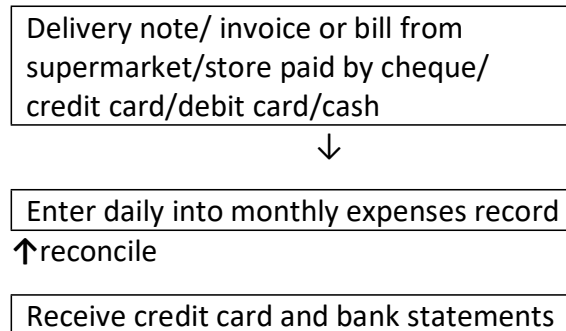 Delivery note/ invoice or bill from
supermarket/store paid by cheque/
credit card/debit card/cash
↓
Enter daily into monthly expenses record
↑reconcile
Receive credit card and bank statements